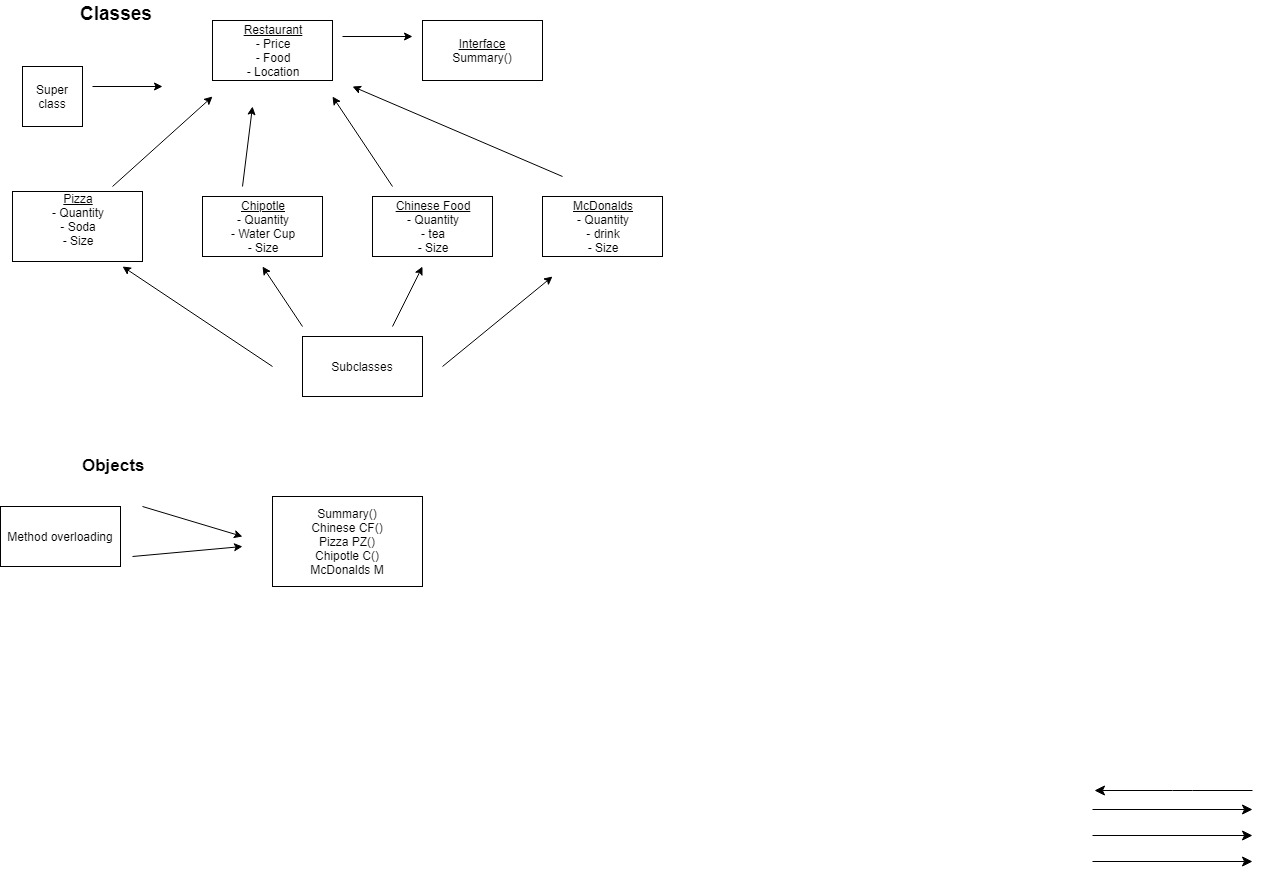 Classes
Restaurant
- Price
- Food
- Location
Interface
Summary()
Super
class
Pizza
- Quantity
- Soda
- Size
Chipotle
- Quantity
- Water Cup
- Size
Chinese Food
- Quantity
- tea
- Size
McDonalds
- Quantity
- drink
- Size
Subclasses
Objects
Method overloading
Summary()
Chinese CF()
Pizza PZ()
Chipotle C()
McDonalds M